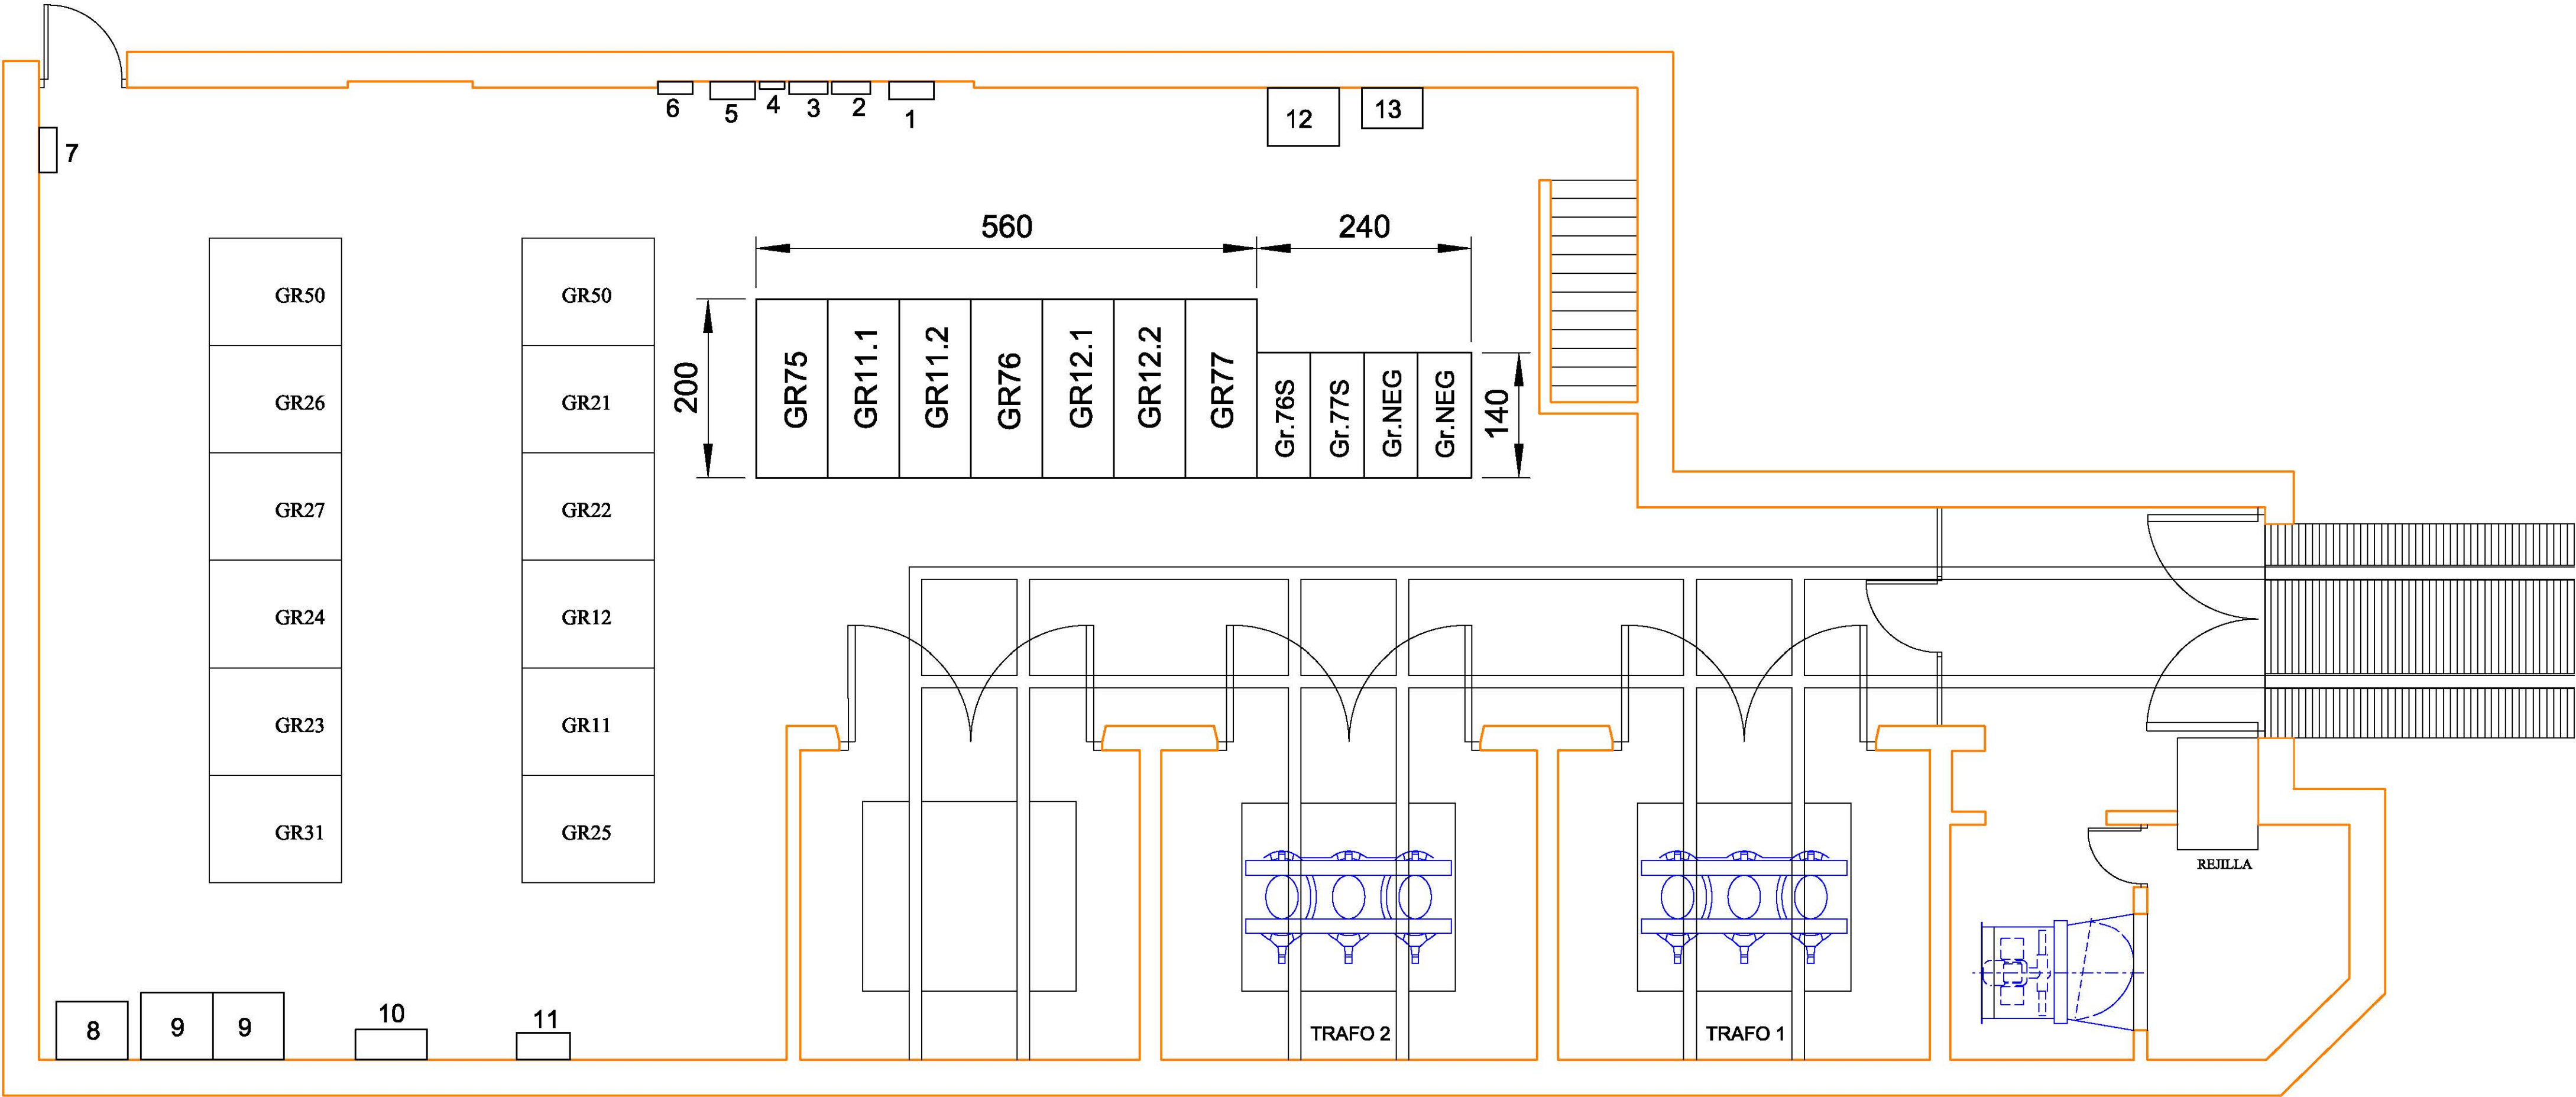 6
5
4
3
2
1
12
13
7
560
240
200
140
GR75
GR11.1
GR11.2
GR76
GR12.1
GR12.2
GR77
Gr.76S
Gr.77S
Gr.NEG
Gr.NEG
GR50
GR26
GR27
GR24
GR23
GR31
GR50
GR21
GR22
GR12
GR11
GR25
REJILLA
8
9
9
10
11
TRAFO 2
TRAFO 1